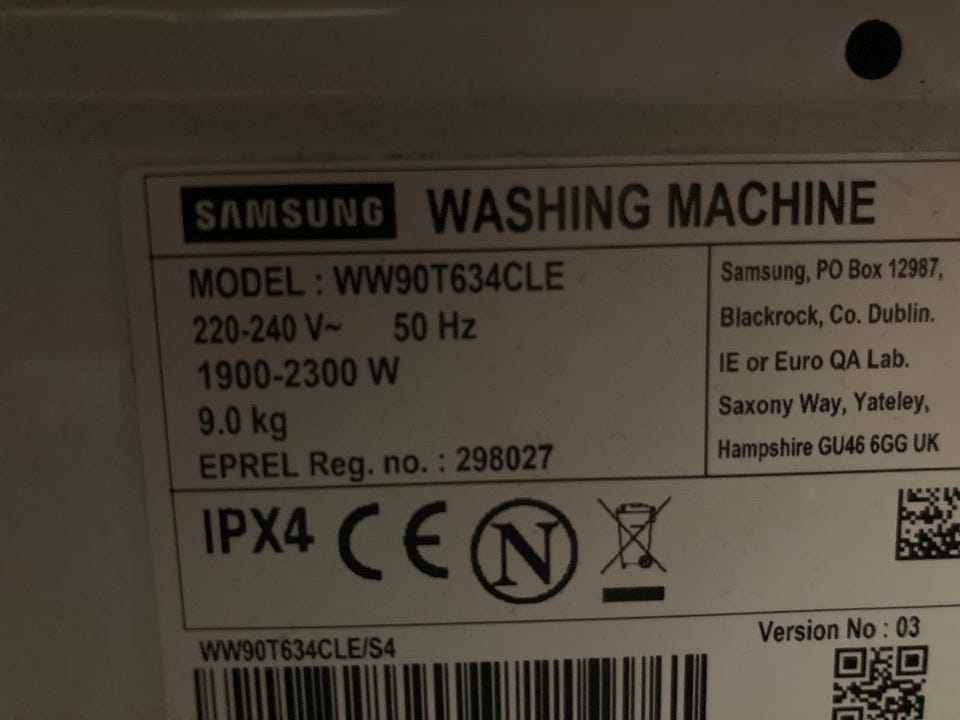 SAMSUNG WASHING MACHINE
MODEL : WW90T634CLE
220-240 V~ 50 Hz
1900-2300 W
9.0 kg
EPREL Reg. no. : 298027
Samsung, PO Box 12987,
Blackrock, Co. Dublin.
IE or Euro QA Lab.
Saxony Way, Yateley,
Hampshire GU46 6GG UK
IPX4 CE N
Version No : 03
WW90T634CLE/S4